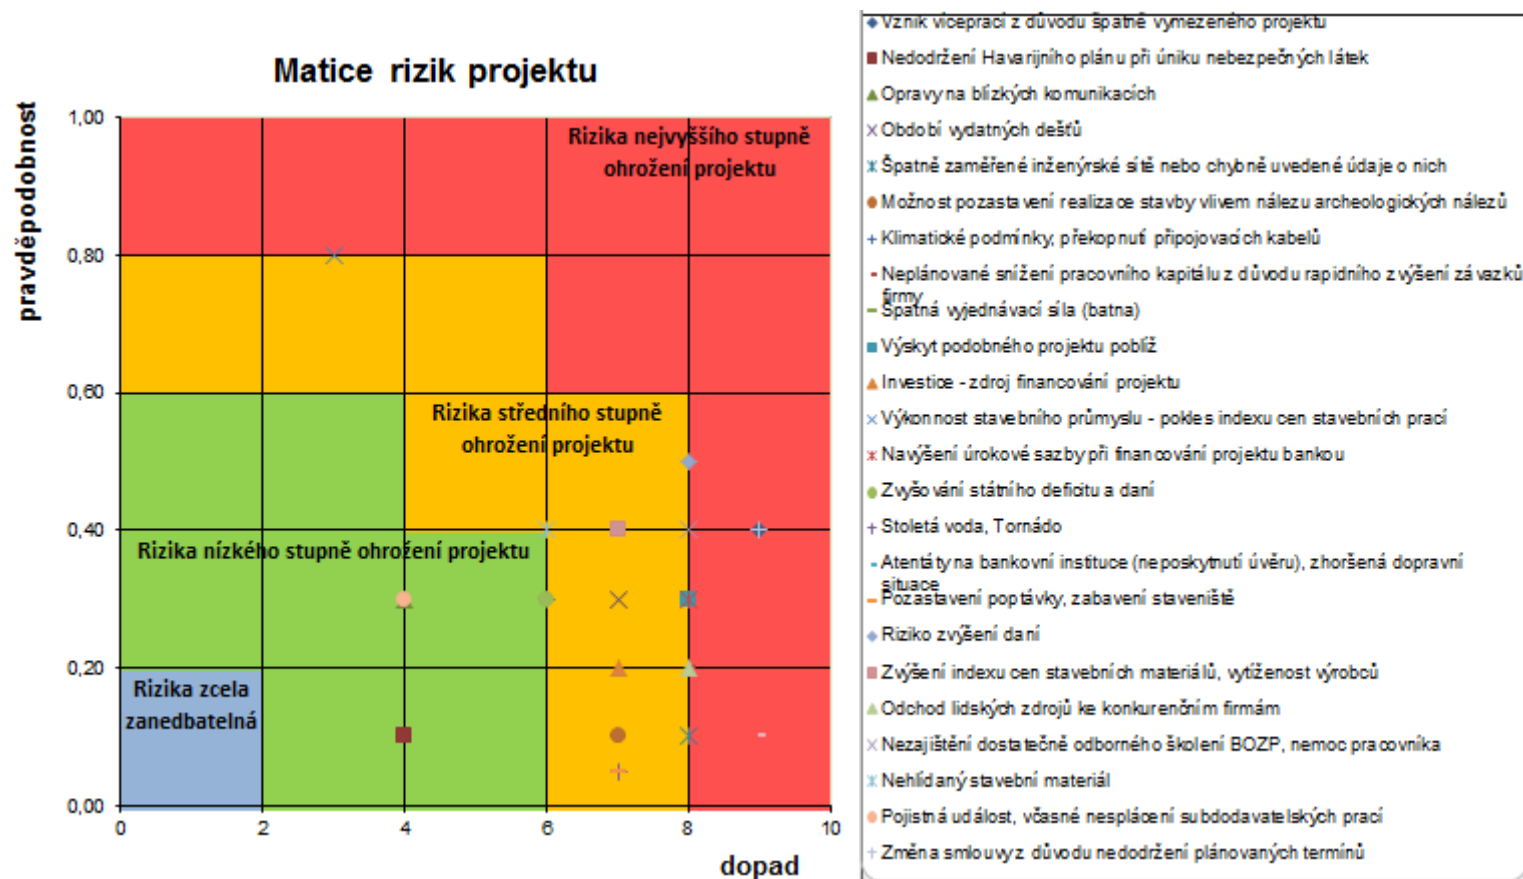 Matice rizik projektu
pravděpodobnost
1,00
0,80
0,60
0,40
0,20
0,00
0
2
4
6
8
10
dopad
Rizika nejvyššího stupně
ohrožení projektu
Rizika středního stupně
ohrožení projektu
Rizika nízkého stupně ohrožení projektu
Rizika zcela
zanedbatelná
Vznik víceprací z důvodu špatně vymezeného projektu
Nedodržení Havarijního plánu při úniku nebezpečných látek
Opravy na blízkých komunikacích
Období vydatných dešťů
Špatně zaměřené inženýrské sítě nebo chybně uvedené údaje o nich
Možnost pozastavení realizace stavby vlivem nálezu archeologických nálezů
Klimatické podmínky, překopnutí připojovacích kabelů
Neplánované snížení pracovního kapitálu z důvodu rapidního zvýšení závazků
firmy
Špatná vyjednávací síla (batna)
Výskyt podobného projektu poblíž
Investice - zdroj financování projektu
Výkonnost stavebního průmyslu - pokles indexu cen stavebních prací
Navýšení úrokové sazby při financování projektu bankou
Zvyšování státního deficitu a daní
Stoletá voda, Tornádo
Atentáty na bankovní instituce (neposkytnutí úvěru), zhoršená dopravní
situace
Pozastavení poptávky, zabavení staveniště
Riziko zvýšení daní
Zvýšení indexu cen stavebních materiálů, vytíženost výrobců
Odchod lidských zdrojů ke konkurenčním firmám
Nezajištění dostatečně odborného školení BOZP, nemoc pracovníka
Nehlídaný stavební materiál
Pojistná událost, včasné nesplácení subdodavatelských prací
Změna smlouvy z důvodu nedodržení plánovaných termínů